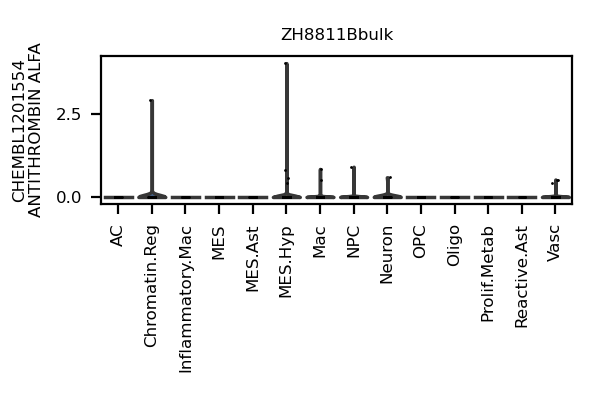 ZH8811Bbulk
CHEMBL1201554
ANTITHROMBIN ALFA
2.5
0.0
AC
Chromatin.Reg
Inflammatory.Mac
MES
MES.Ast
MES.Hyp
Mac
NPC
Neuron
OPC
Oligo
Prolif.Metab
Reactive.Ast
Vasc